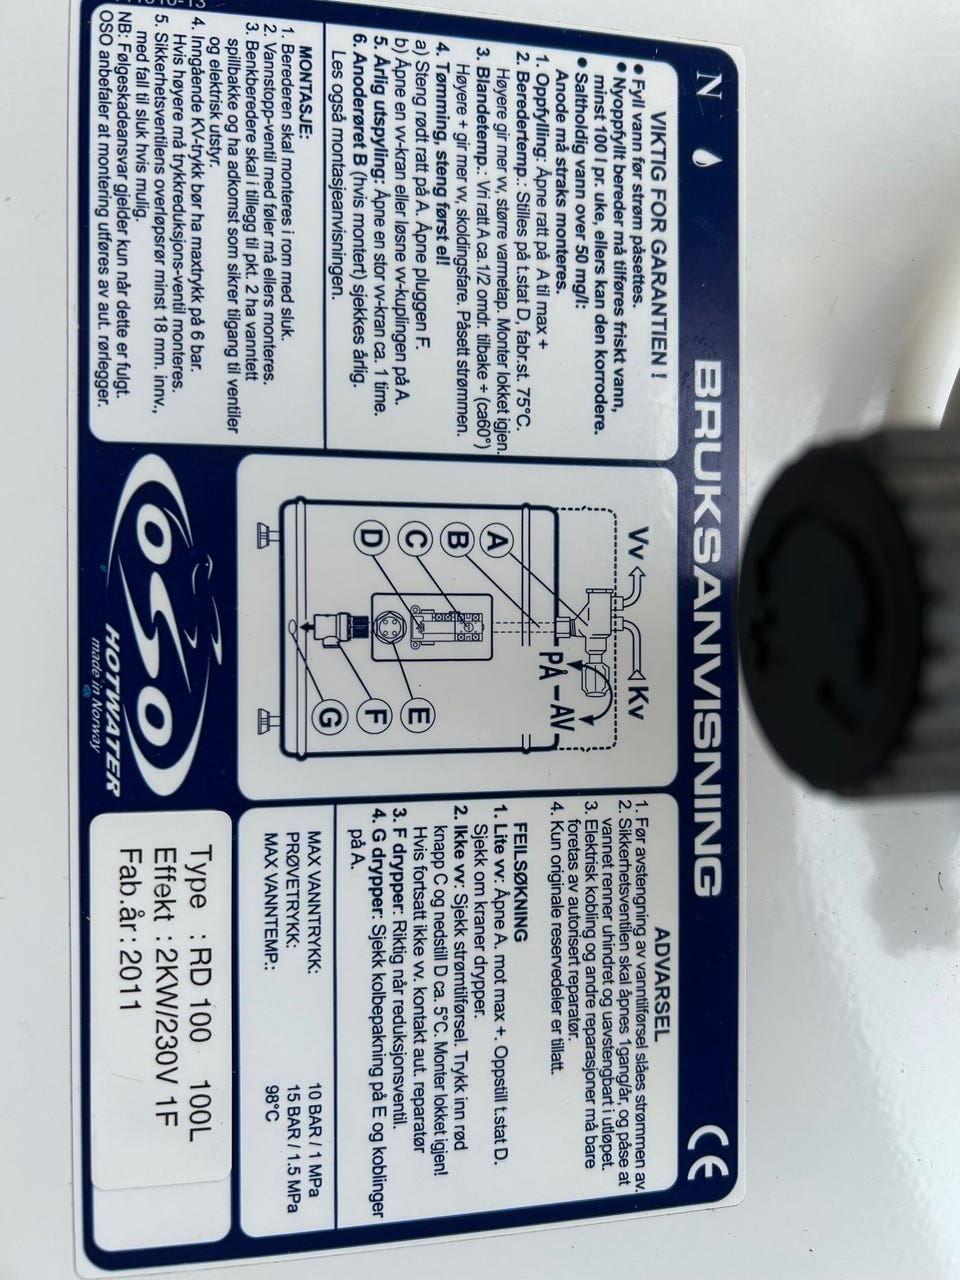 N BRUKSANVISNING CE
VIKTIG FOR GARANTIEN !
• Fyll vann før strøm påsettes.
• Nyoppfylt bereder må tilføres friskt vann,
minst 100 l pr. uke, ellers kan den korrodere.
• Saltholdig vann over 50 mg/l:
Anode må straks monteres.
1. Oppfylling: Åpne ratt på A til max +
2. Beredertemp.: Stilles på t.stat D, fabr.st. 75°C.
Høyere gir mer vv, større varmetap. Monter lokket igjen.
3. Blandetemp.: Vri ratt A ca.1/2 omdr. tilbake ÷ (ca60°)
Høyere + gir mer vv, skoldingsfare. Påsett strømmen.
4. Tømming, steng først el!
a) Steng rødt ratt på A. Åpne pluggen F.
b) Åpne en vv-kran eller løsne vv-kuplingen på A.
5. Årlig utspyling: Åpne en stor vv-kran ca. 1 time.
6. Anoderøret B (hvis montert) sjekkes årlig.
Les også montasjeanvisningen.
MONTASJE:
1. Berederen skal monteres i rom med sluk.
2. Vannstopp-ventil med føler må ellers monteres.
3. Benkberedere skal i tillegg til pkt. 2 ha vanntett
spillbakke og ha adkomst som sikrer tilgang til ventiler
og elektrisk utstyr.
4. Inngående KV-trykk bør ha maxtrykk på 6 bar.
Hvis høyere må trykkreduksjons-ventil monteres.
5. Sikkerhetsventilens overløpsrør minst 18 mm. innv.,
med fall til sluk hvis mulig.
NB: Følgeskadeansvar gjelder kun når dette er fulgt.
OSO anbefaler at montering utføres av aut. rørlegger.
Vv Kv
PÅ – AV
A
B
C
D
E
F
G
OSO
HOTWATER
made in Norway
ADVARSEL
1. Før avstengning av vanntilførsel slåes strømmen av.
2. Sikkerhetsventilen skal åpnes 1gang/år, og påse at
vannet renner uhindret og uavstengbart i utløpet.
3 Elektrisk kobling og andre reparasjoner må bare
foretas av autorisert reparatør.
4. Kun originale reservedeler er tillatt.
FEILSØKNING
1. Lite vv: Åpne A. mot max +. Oppstill t.stat D.
Sjekk om kraner drypper.
2. Ikke vv: Sjekk strømtilførsel. Trykk inn rød
knapp C og nedstill D ca. 5°C. Monter lokket igjen!
Hvis fortsatt ikke vv. kontakt aut. reparatør
3. F drypper: Riktig når reduksjonsventil.
4. G drypper: Sjekk kolbepakning på E og koblinger
på A.
MAX VANNTRYKK: 10 BAR / 1 MPa
PRØVETRYKK: 15 BAR / 1.5 MPa
MAX VANNTEMP.: 98°C
Type : RD 100 100L
Effekt : 2KW/230V 1F
Fab.år: 2011